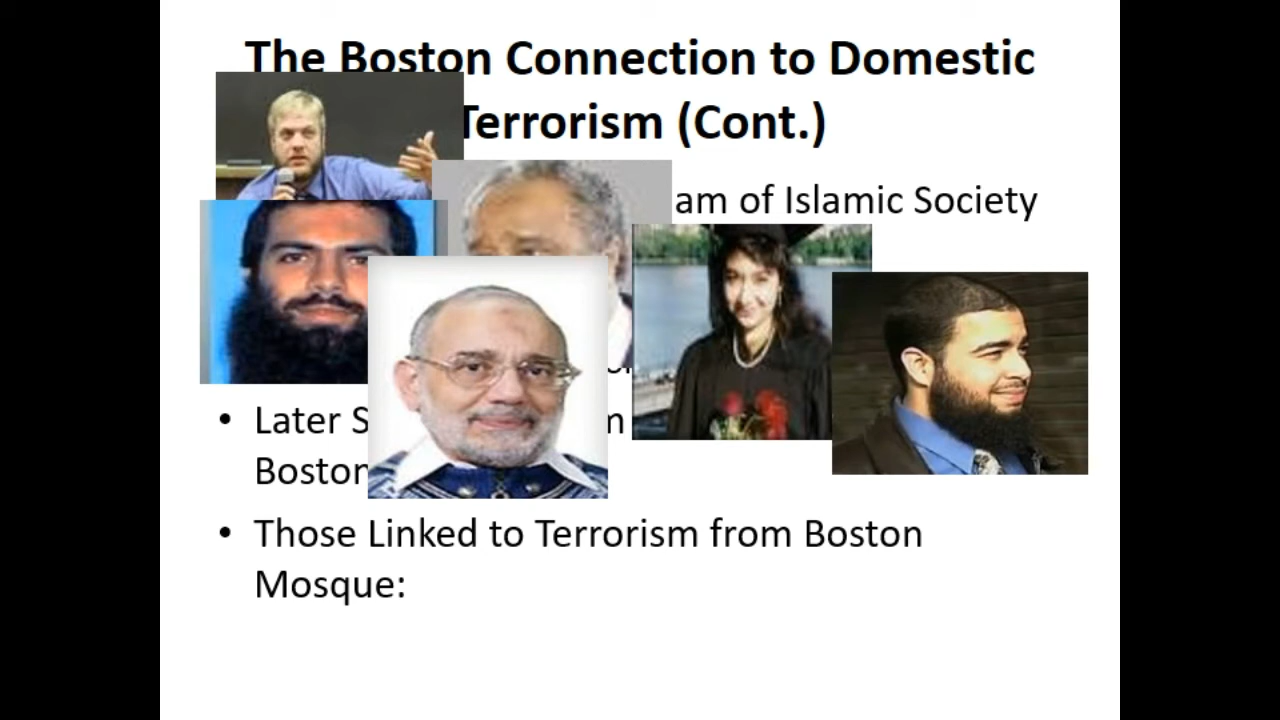 The Boston Connection to Domestic
Terrorism (Cont.)
am of Islamic Society
• Later S
Boston
• Those Linked to Terrorism from Boston
Mosque: